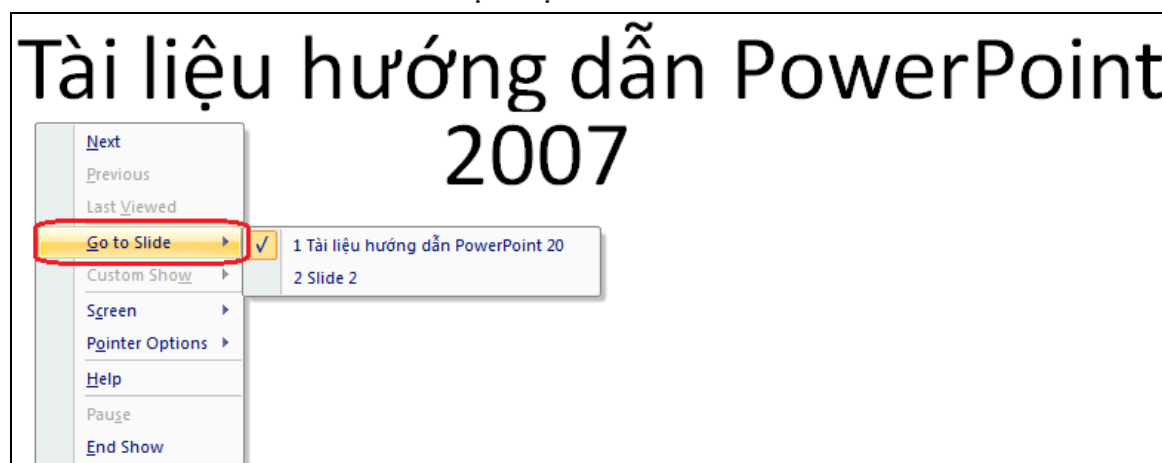 Tài liệu hướng dẫn PowerPoint
2007
Next
Previous
Last Viewed
Go to Slide
1 Tài liệu hướng dẫn PowerPoint 20
2 Slide 2
Custom Show
Screen
Pointer Options
Help
Pause
End Show